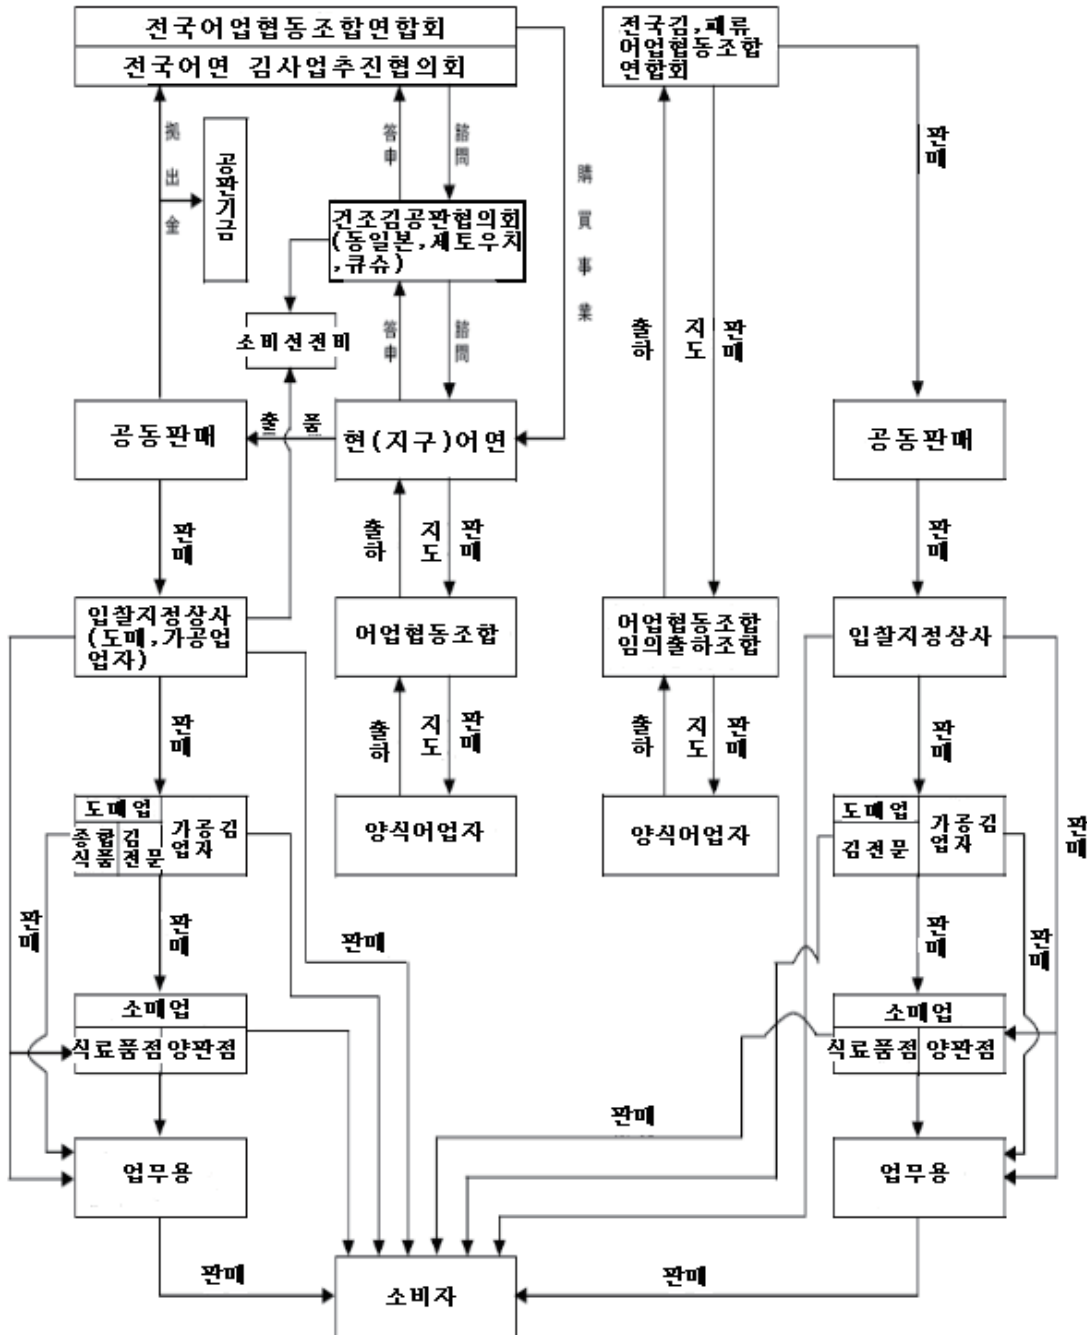 전국어업협동조합연합회
전국어연 김사업추진협의회
전국김,패류
어업협동조합
연합회
拠出金
공판기금
答申
諮問
購買事業
판매
건조김공판협의회
(동일본,세토우치
,큐슈)
소비선전비
答申
諮問
출하
지도
판매
공동판매
출 품
현(지구)어연
공동판매
판매
출하
지도
판매
판매
입찰지정상사
(도매,가공업
업자)
어업협동조합
어업협동조합
임의출하조합
입찰지정상사
판매
출하
지도
판매
출하
지도
판매
판매
판매
도매업
종합
식품
김
전문
가공김
업자
양식어업자
양식어업자
도매업
김전문
가공김
업자
판매
판매
판매
판매
판매
소매업
식료품점
양판점
소매업
식료품점
양판점
판매
업무용
업무용
판매
판매
소비자